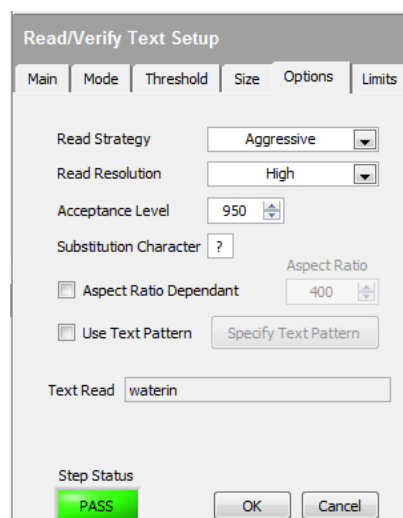 Read/Verify Text Setup
Main Mode Threshold Size Options Limits
Read Strategy Aggressive
Read Resolution High
Acceptance Level 950
Substitution Character ?
Aspect Ratio
Aspect Ratio Dependant 400
Use Text Pattern Specify Text Pattern
Text Read waterin
Step Status
PASS OK Cancel